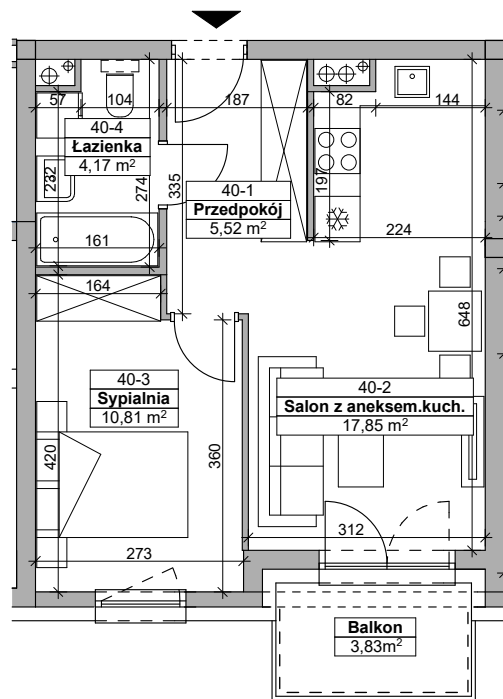 57
104
187
82
144
40-4
Łazienka
4,17 m²
232
274
335
197
40-1
Przedpokój
5,52 m²
161
224
164
648
40-3
Sypialnia
10,81 m²
40-2
Salon z aneksem.kuch.
17,85 m²
420
360
312
273
Balkon
3,83m²